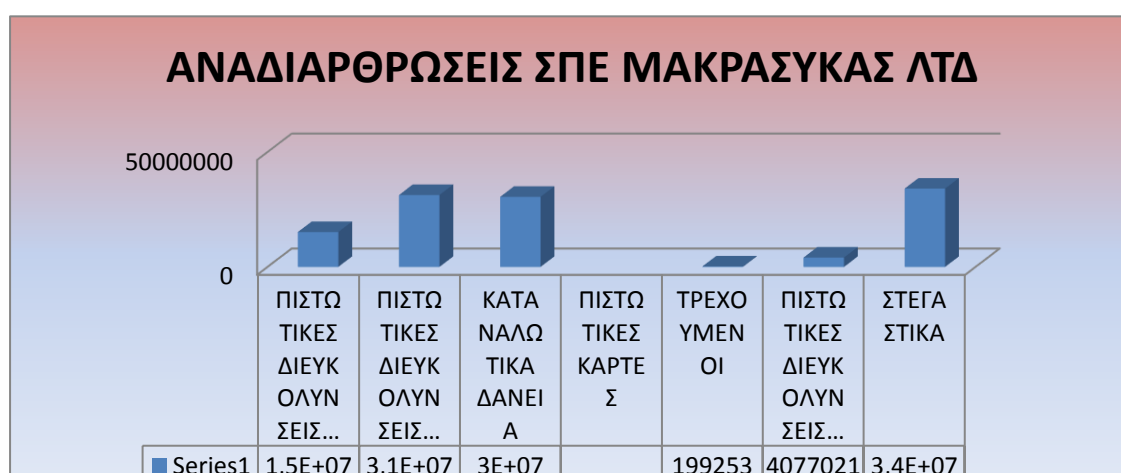 ΑΝΑΔΙΑΡΘΡΩΣΕΙΣ ΣΠΕ ΜΑΚΡΑΣΥΚΑΣ ΛΤΔ
50000000
0
ΠΙΣΤΩ
ΤΙΚΕΣ
ΔΙΕΥΚ
ΟΛΥΝ
ΣΕΙΣ...
ΠΙΣΤΩ
ΤΙΚΕΣ
ΔΙΕΥΚ
ΟΛΥΝ
ΣΕΙΣ...
ΚΑΤΑ
ΝΑΛΩ
ΤΙΚΑ
ΔΑΝΕΙ
Α
ΠΙΣΤΩ
ΤΙΚΕΣ
ΚΑΡΤΕ
Σ
ΤΡΕΧΟ
ΥΜΕΝ
ΟΙ
ΠΙΣΤΩ
ΤΙΚΕΣ
ΔΙΕΥΚ
ΟΛΥΝ
ΣΕΙΣ...
ΣΤΕΓΑ
ΣΤΙΚΑ
Series1 1.5E+07 3.1E+07 3E+07 199253 4077021 3.4E+07